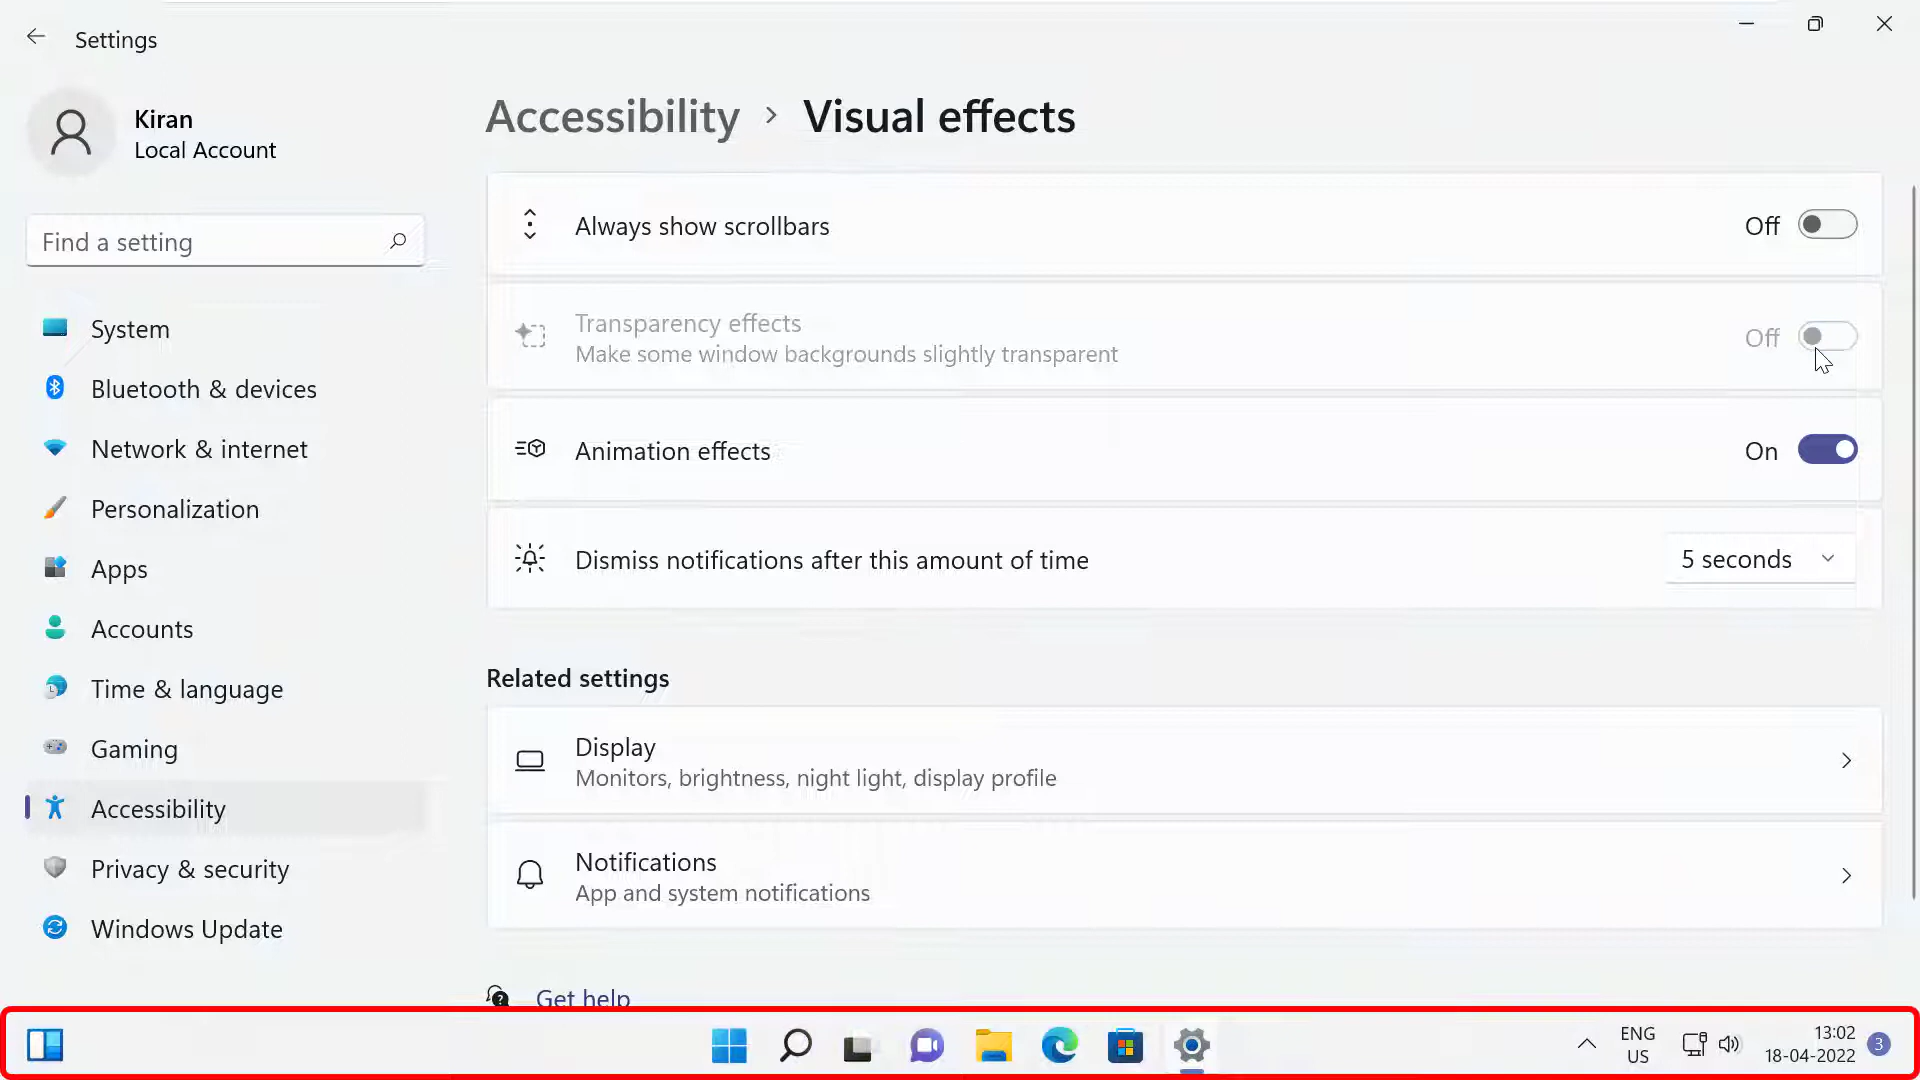 Settings
Kiran
Local Account
Find a setting
System
Bluetooth & devices
Network & internet
Personalization
Apps
Accounts
Time & language
Gaming
Accessibility
Privacy & security
Windows Update
Accessibility > Visual effects
Always show scrollbars
Off
Transparency effects
Make some window backgrounds slightly transparent
Off
Animation effects
On
Dismiss notifications after this amount of time
5 seconds
Related settings
Display
Monitors, brightness, night light, display profile
Notifications
App and system notifications
Get help
ENG
US
13:02
18-04-2022
3